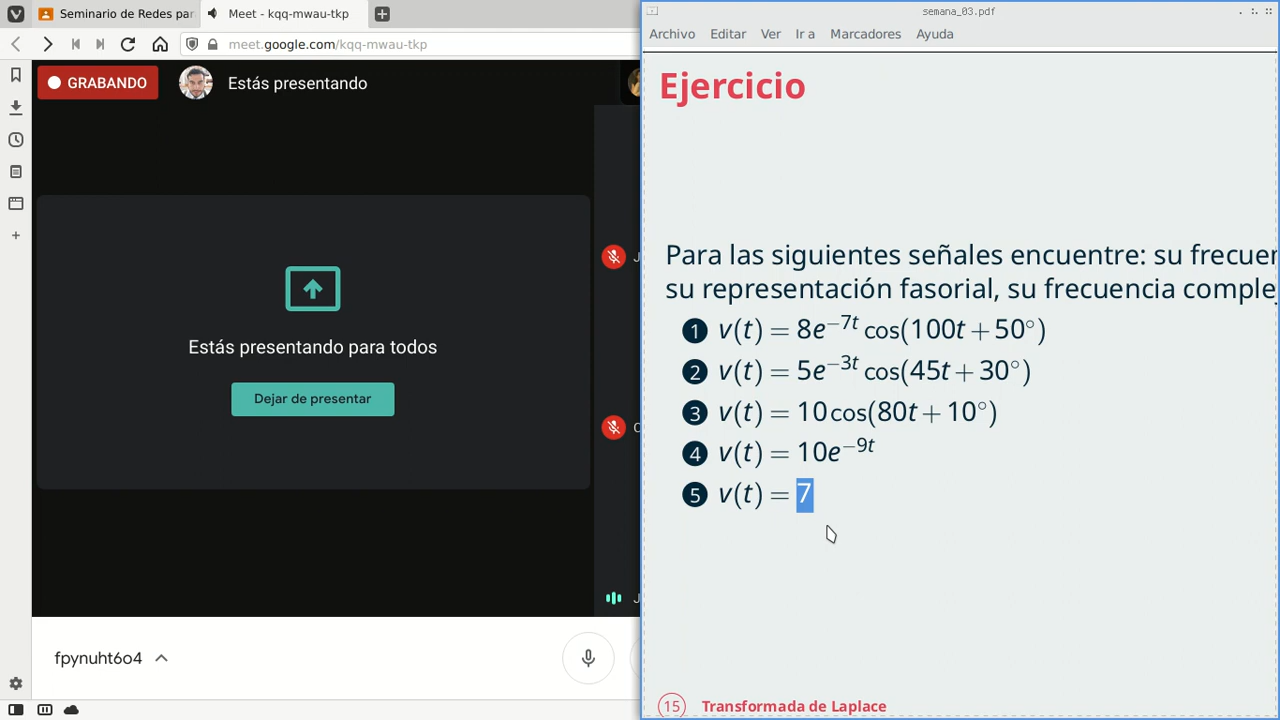 Seminario de Redes par
Meet - kqq-mwau-tkp
meet.google.com/kqq-mwau-tkp
GRABANDO
Estás presentando
Estás presentando para todos
Dejar de presentar
fpynuht6o4
semana_03.pdf
Archivo Editar Ver Ir a Marcadores Ayuda
Ejercicio
Para las siguientes señales encuentre: su frecuen
su representación fasorial, su frecuencia comple
1 v(t) = 8e^{-7t} cos(100t + 50°)
2 v(t) = 5e^{-3t} cos(45t + 30°)
3 v(t) = 10 cos(80t + 10°)
4 v(t) = 10e^{-9t}
5 v(t) = 7
15 Transformada de Laplace